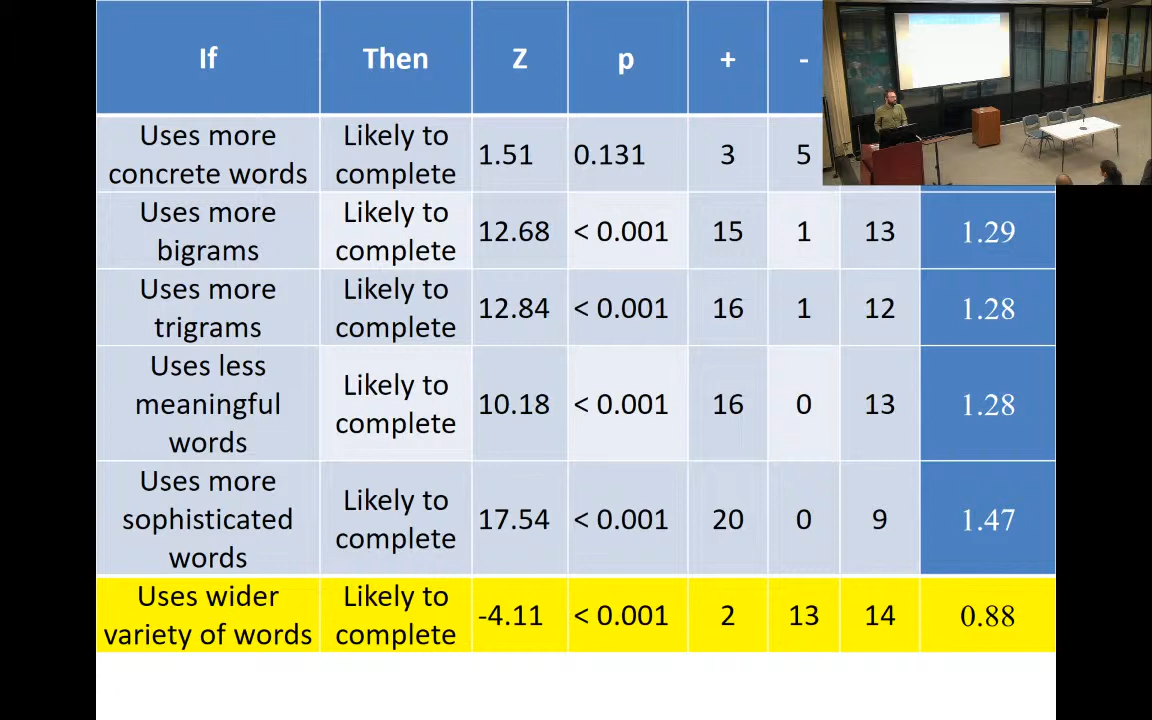 If Then Z p + -
Uses more
concrete words
Likely to
complete
1.51 0.131 3 5
Uses more
bigrams
Likely to
complete
12.68 < 0.001 15 1 13 1.29
Uses more
trigrams
Likely to
complete
12.84 < 0.001 16 1 12 1.28
Uses less
meaningful
words
Likely to
complete
10.18 < 0.001 16 0 13 1.28
Uses more
sophisticated
words
Likely to
complete
17.54 < 0.001 20 0 9 1.47
Uses wider
variety of words
Likely to
complete
-4.11 < 0.001 2 13 14 0.88